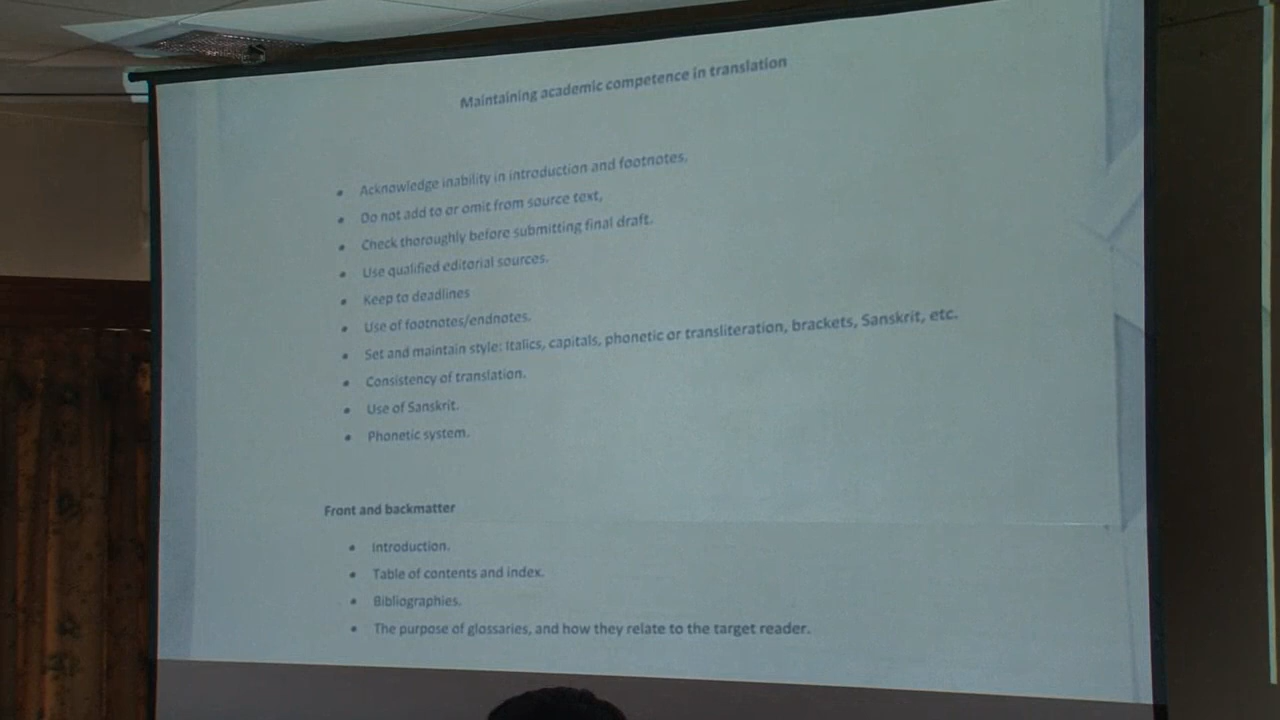 Maintaining academic competence in translation
• Acknowledge inability in introduction and footnotes.
• Do not add to or omit from source text,
• Check thoroughly before submitting final draft.
• Use qualified editorial sources.
• Keep to deadlines
• Use of footnotes/endnotes.
• Set and maintain style: Italics, capitals, phonetic or transliteration, brackets, Sanskrit, etc.
• Consistency of translation.
• Use of Sanskrit.
• Phonetic system.
Front and backmatter
• Introduction.
• Table of contents and index.
• Bibliographies.
• The purpose of glossaries, and how they relate to the target reader.